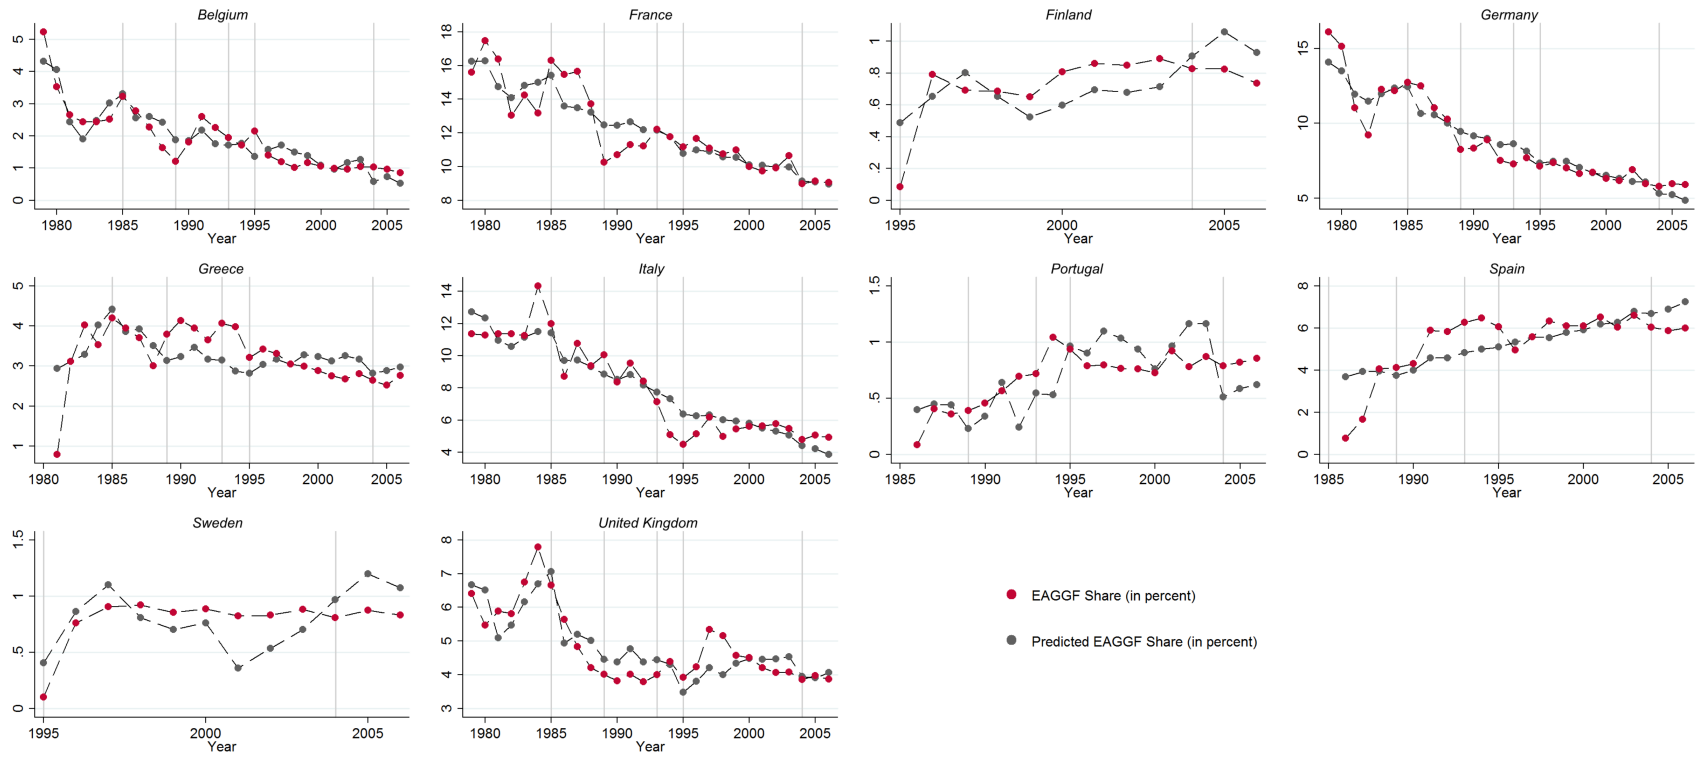 Belgium
5
4
3
2
1
0
1980 1985 1990 1995 2000 2005
Year
France
18
16
14
12
10
8
1980 1985 1990 1995 2000 2005
Year
Finland
1
.8
.6
.4
.2
0
1995 2000 2005
Year
Germany
15
10
5
1980 1985 1990 1995 2000 2005
Year
Greece
5
4
3
2
1
1980 1985 1990 1995 2000 2005
Year
Italy
14
12
10
8
6
4
1980 1985 1990 1995 2000 2005
Year
Portugal
1.5
1
.5
0
1985 1990 1995 2000 2005
Year
Spain
8
6
4
2
0
1985 1990 1995 2000 2005
Year
Sweden
1.5
1
.5
0
1995 2000 2005
Year
United Kingdom
8
7
6
5
4
3
1980 1985 1990 1995 2000 2005
Year
EAGGF Share (in percent)
Predicted EAGGF Share (in percent)